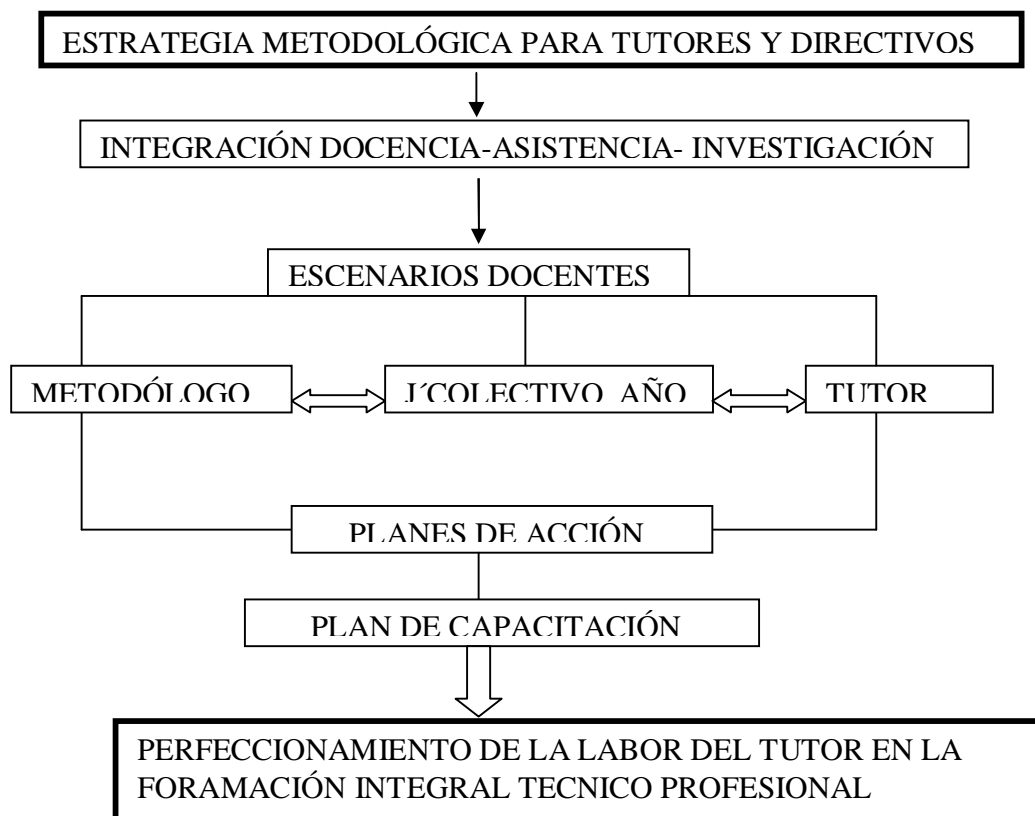 ESTRATEGIA METODOLÓGICA PARA TUTORES Y DIRECTIVOS
INTEGRACIÓN DOCENCIA-ASISTENCIA- INVESTIGACIÓN
ESCENARIOS DOCENTES
METODÓLOGO
J´COLECTIVO AÑO
TUTOR
PLANES DE ACCIÓN
PLAN DE CAPACITACIÓN
PERFECCIONAMIENTO DE LA LABOR DEL TUTOR EN LA
FORAMACIÓN INTEGRAL TECNICO PROFESIONAL